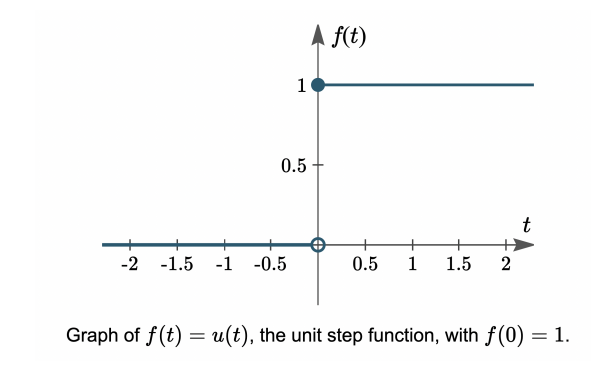 f(t)
1
0.5
t
-2 -1.5 -1 -0.5 0.5 1 1.5 2
Graph of f(t) = u(t), the unit step function, with f(0) = 1.